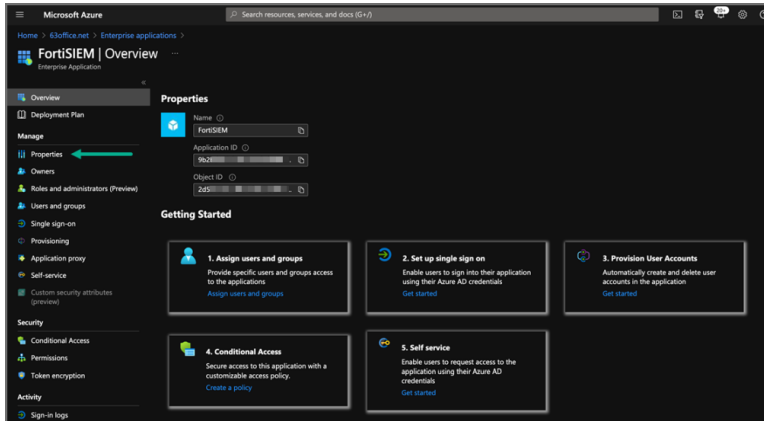 Microsoft Azure
Search resources, services, and docs (G+/)
20+
Home > 63office.net > Enterprise applications >
FortiSIEM | Overview ...
Enterprise Application
Overview
Deployment Plan
Manage
Properties
Owners
Roles and administrators (Preview)
Users and groups
Single sign-on
Provisioning
Application proxy
Self-service
Custom security attributes
(preview)
Security
Conditional Access
Permissions
Token encryption
Activity
Sign-in logs
Properties
Name
FortiSIEM
Application ID
Object ID
2d5
Getting Started
1. Assign users and groups
Provide specific users and groups access
to the applications
Assign users and groups
2. Set up single sign on
Enable users to sign into their application
using their Azure AD credentials
Get started
3. Provision User Accounts
Automatically create and delete user
accounts in the application
Get started
4. Conditional Access
Secure access to this application with a
customizable access policy.
Create a policy
5. Self service
Enable users to request access to the
application using their Azure AD
credentials
Get started